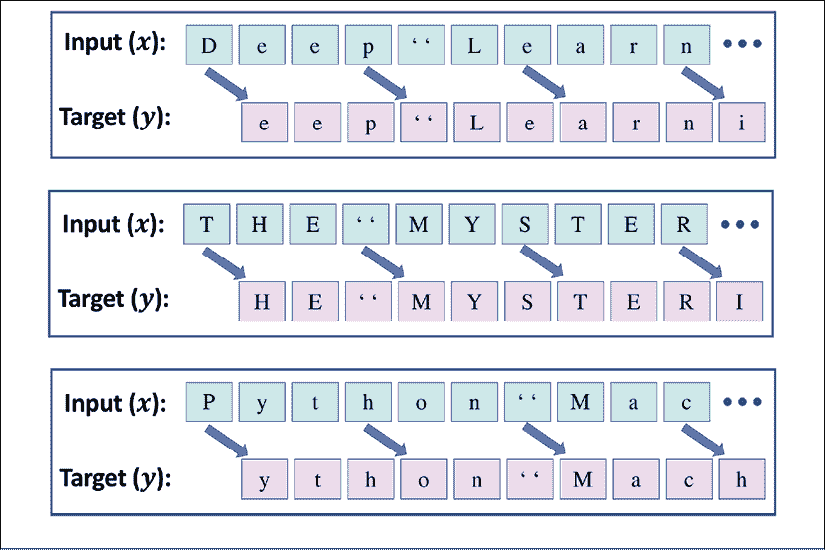 Input (x): D e e p ‘ ‘ L e a r n •••
Target (y): e e p ‘ ‘ L e a r n i
Input (x): T H E ‘ ‘ M Y S T E R •••
Target (y): H E ‘ ‘ M Y S T E R I
Input (x): P y t h o n ‘ ‘ M a c •••
Target (y): y t h o n ‘ ‘ M a c h